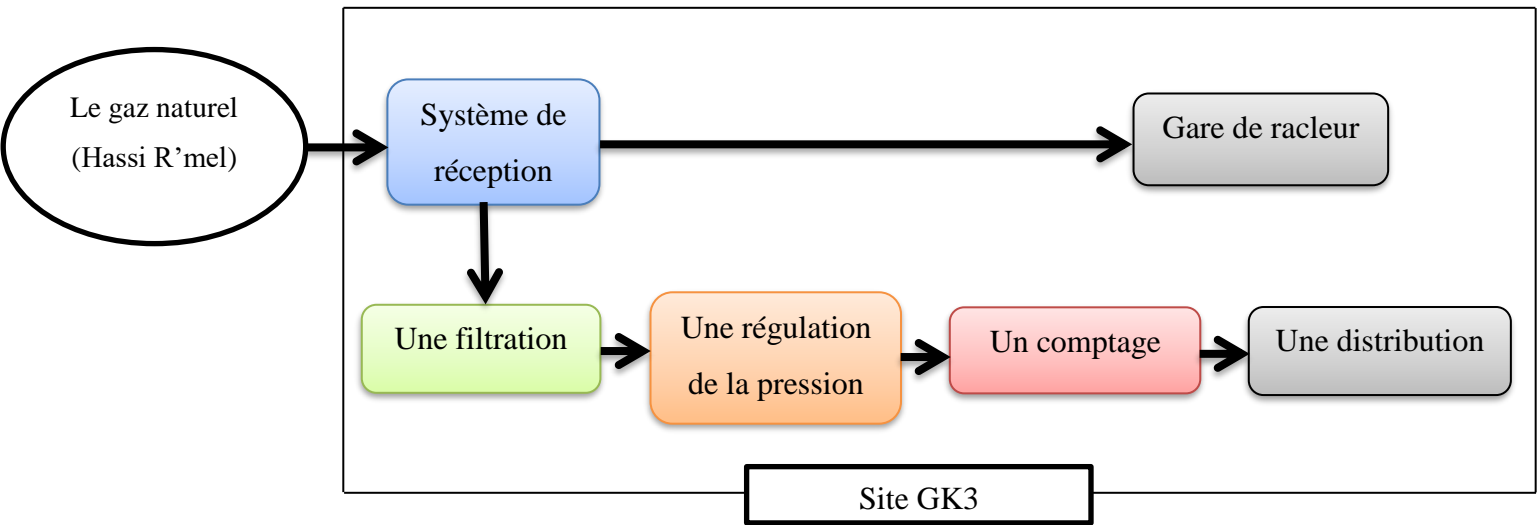 Le gaz naturel
(Hassi R’mel)
Système de
réception
Gare de racleur
Une filtration
Une régulation
de la pression
Un comptage
Une distribution
Site GK3